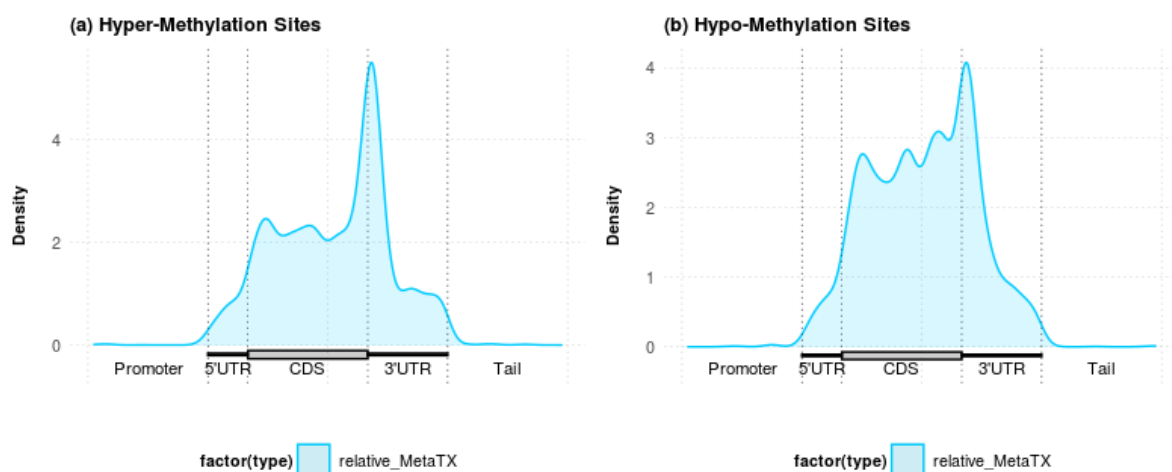 (a) Hyper-Methylation Sites
Density
4
2
0
Promoter 5'UTR CDS 3'UTR Tail
factor(type) relative_MetaTX
(b) Hypo-Methylation Sites
Density
4
3
2
1
0
Promoter 5'UTR CDS 3'UTR Tail
factor(type) relative_MetaTX